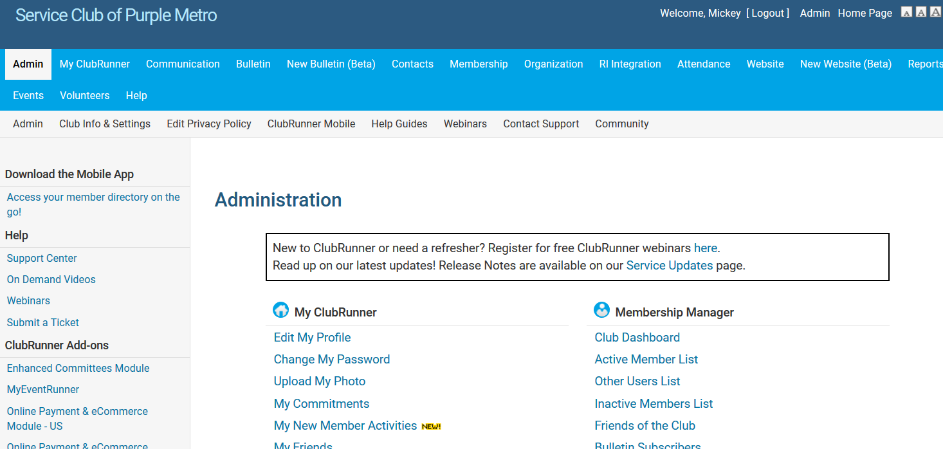 Service Club of Purple Metro
Welcome, Mickey [ Logout ] Admin Home Page A A A
Admin My ClubRunner Communication Bulletin New Bulletin (Beta) Contacts Membership Organization RI Integration Attendance Website New Website (Beta) Reports
Events Volunteers Help
Admin Club Info & Settings Edit Privacy Policy ClubRunner Mobile Help Guides Webinars Contact Support Community
Download the Mobile App
Access your member directory on the
go!
Help
Support Center
On Demand Videos
Webinars
Submit a Ticket
ClubRunner Add-ons
Enhanced Committees Module
MyEventRunner
Online Payment & eCommerce
Module - US
Online Payment & eCommerce
Administration
New to ClubRunner or need a refresher? Register for free ClubRunner webinars here.
Read up on our latest updates! Release Notes are available on our Service Updates page.
My ClubRunner
Edit My Profile
Change My Password
Upload My Photo
My Commitments
My New Member Activities NEW!
My Friends
Membership Manager
Club Dashboard
Active Member List
Other Users List
Inactive Members List
Friends of the Club
Bulletin Subscribers